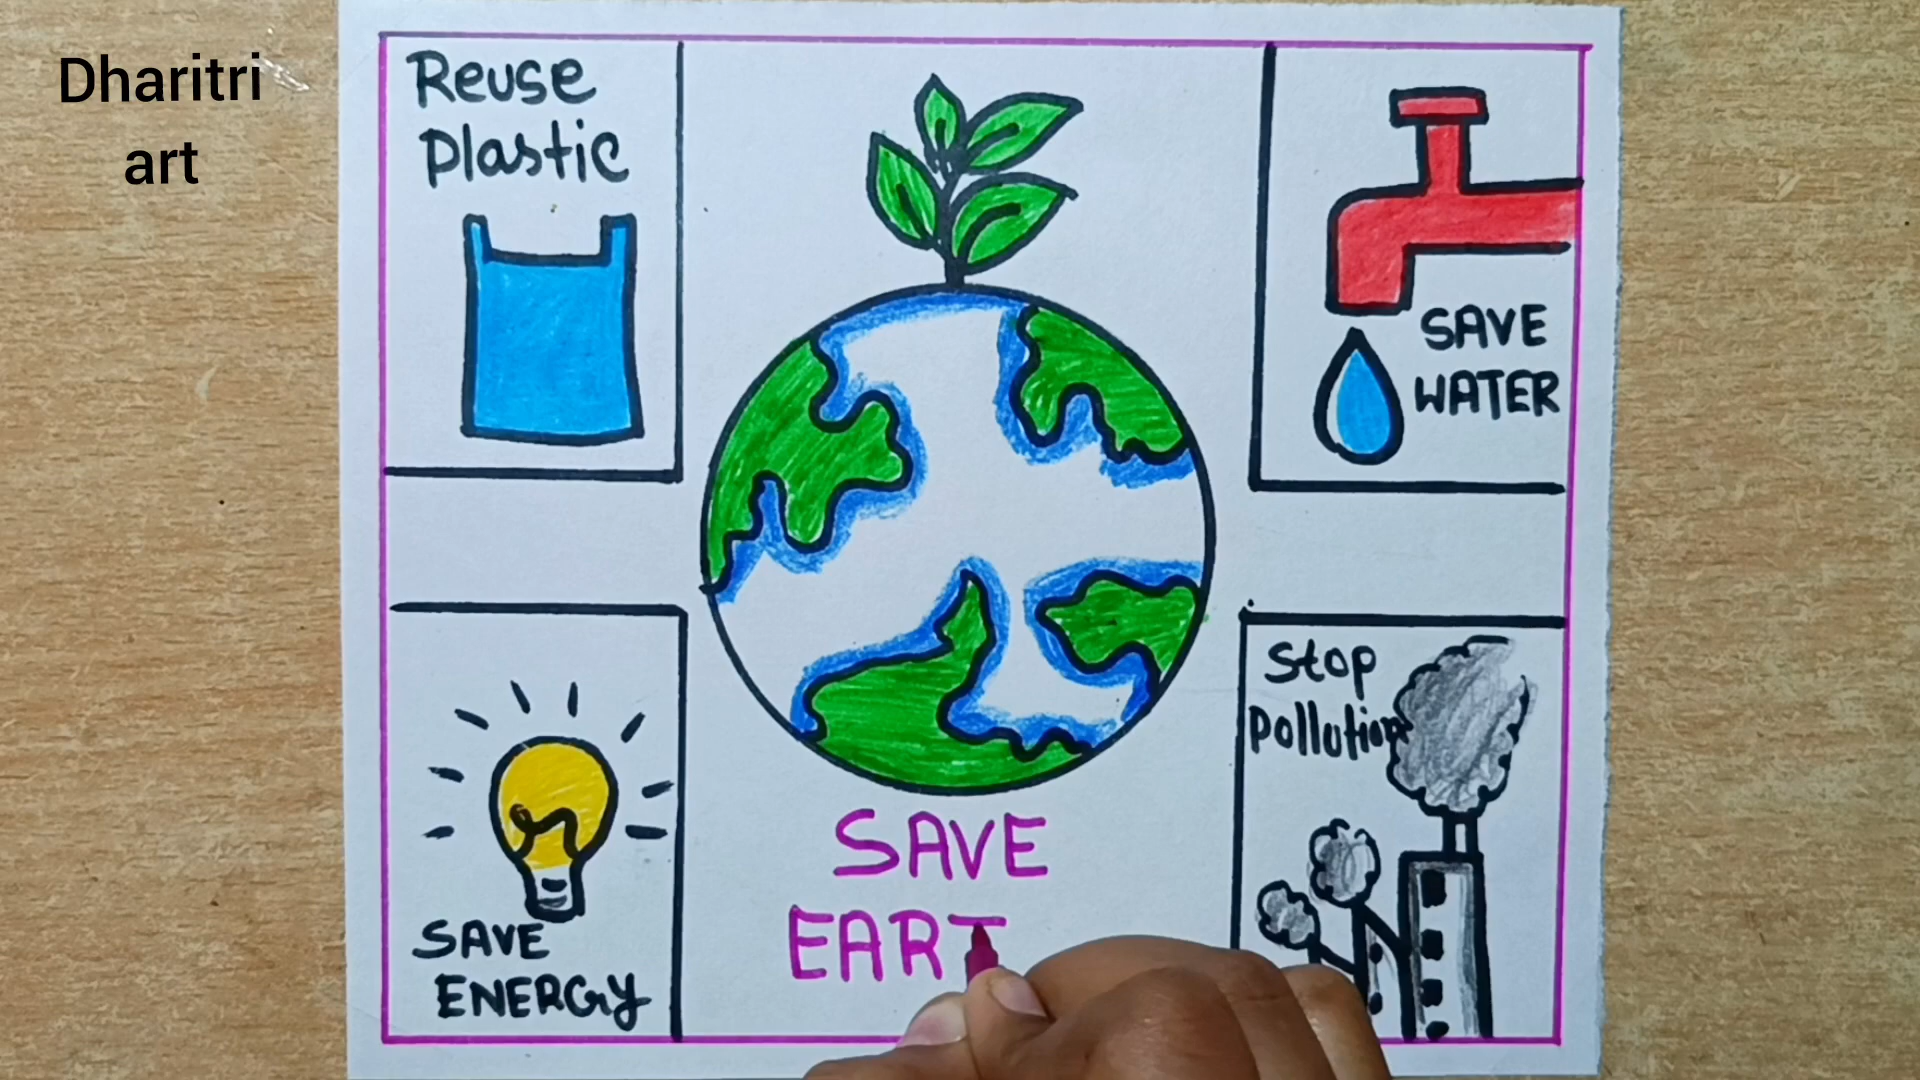 Dharitri
art
Reuse
Plastic
SAVE
WATER
SAVE
ENERGY
Stop
Pollution
SAVE
EART